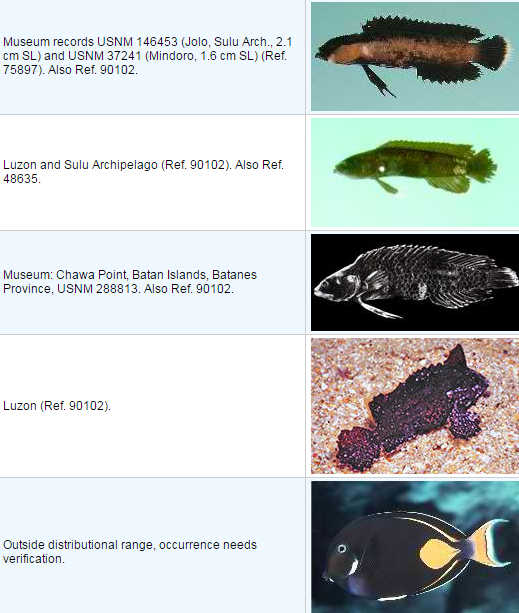 Museum records USNM 146453 (Jolo, Sulu Arch., 2.1
cm SL) and USNM 37241 (Mindoro, 1.6 cm SL) (Ref.
75897). Also Ref. 90102.
Luzon and Sulu Archipelago (Ref. 90102). Also Ref.
48635.
Museum: Chawa Point, Batan Islands, Batanes
Province, USNM 288813. Also Ref. 90102.
Luzon (Ref. 90102).
Outside distributional range, occurrence needs
verification.